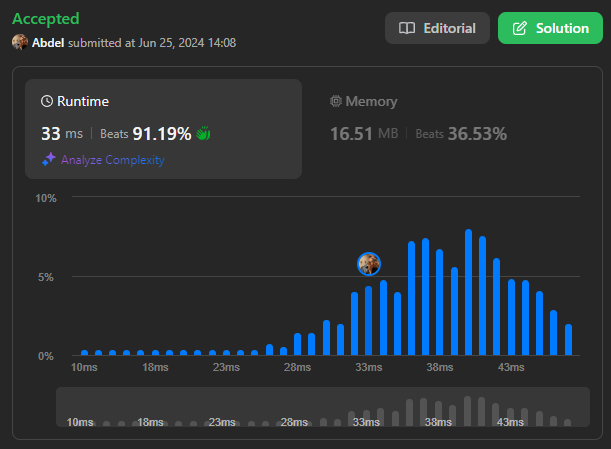 Accepted
Abdel submitted at Jun 25, 2024 14:08
Editorial
Solution
Runtime
33 ms | Beats 91.19%
Analyze Complexity
Memory
16.51 MB | Beats 36.53%
10%
5%
0%
10ms 18ms 23ms 28ms 33ms 38ms 43ms
10ms 18ms 23ms 28ms 33ms 38ms 43ms